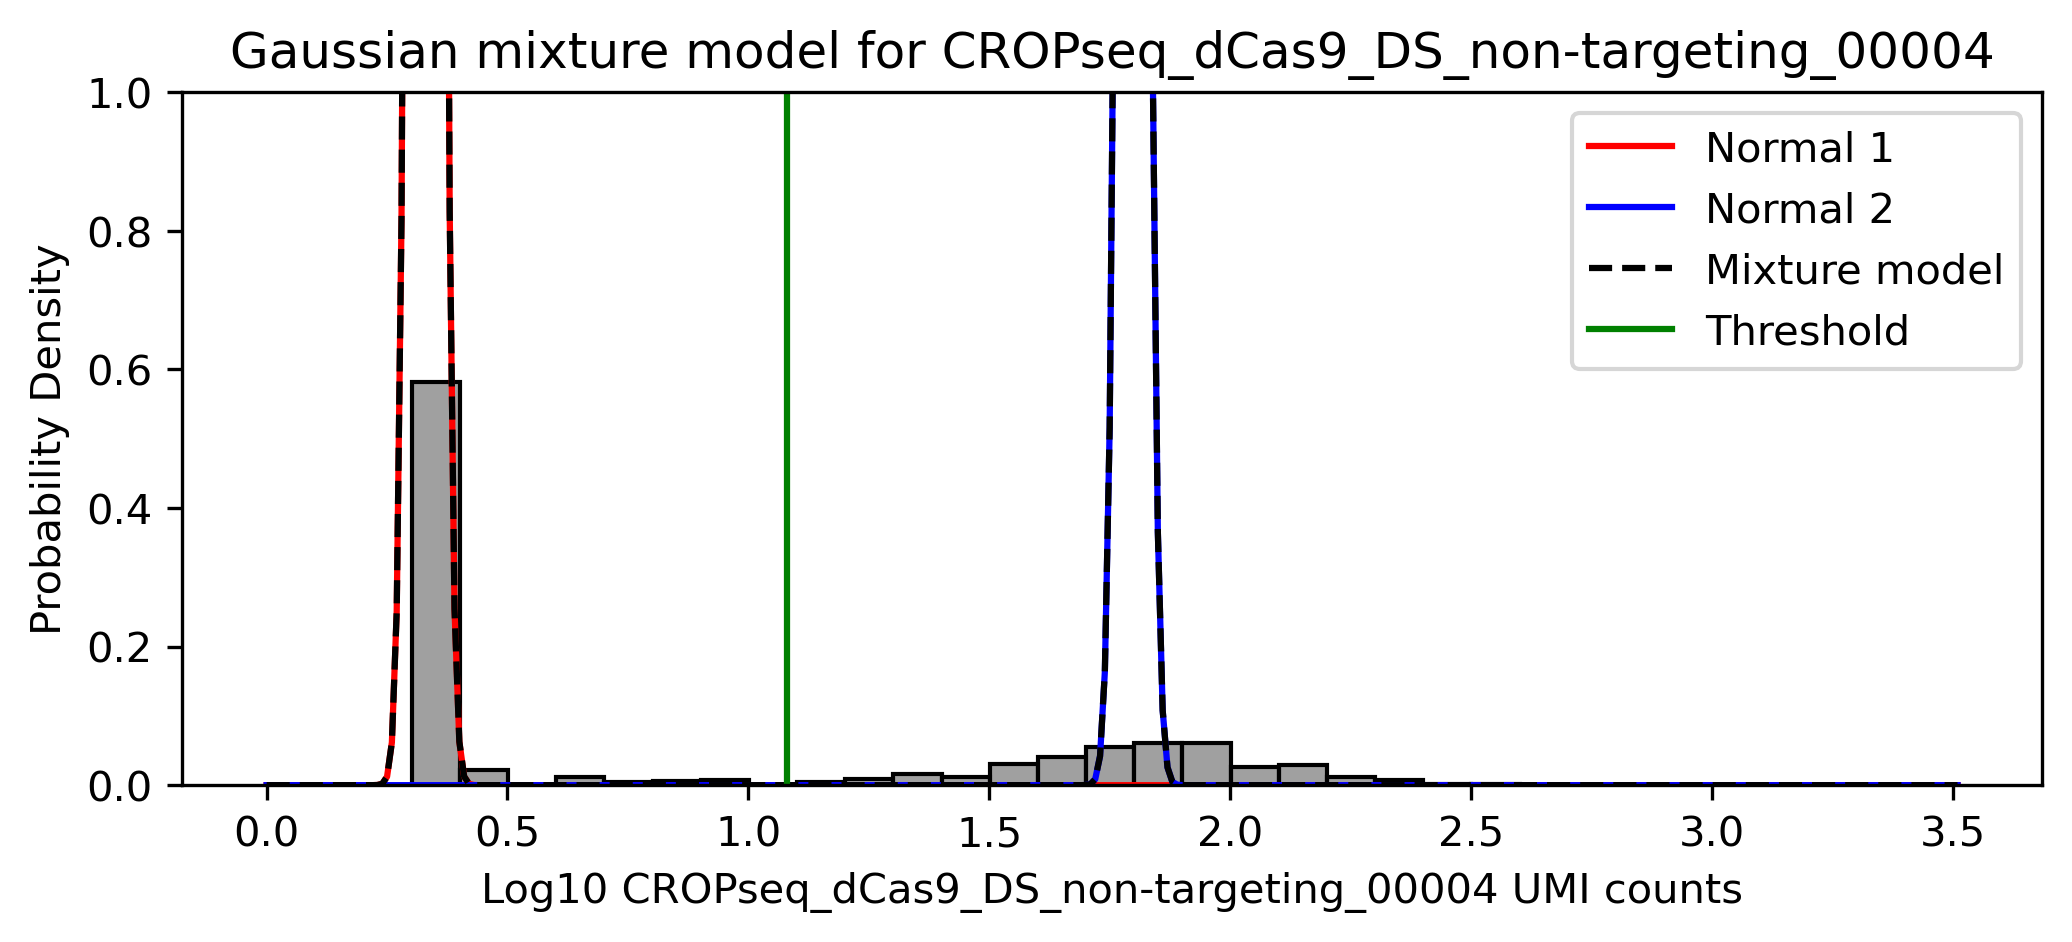 Gaussian mixture model for CROPseq_dCas9_DS_non-targeting_00004
1.0
0.8
0.6
0.4
0.2
0.0
Probability Density
Normal 1
Normal 2
Mixture model
Threshold
0.0 0.5 1.0 1.5 2.0 2.5 3.0 3.5
Log10 CROPseq_dCas9_DS_non-targeting_00004 UMI counts